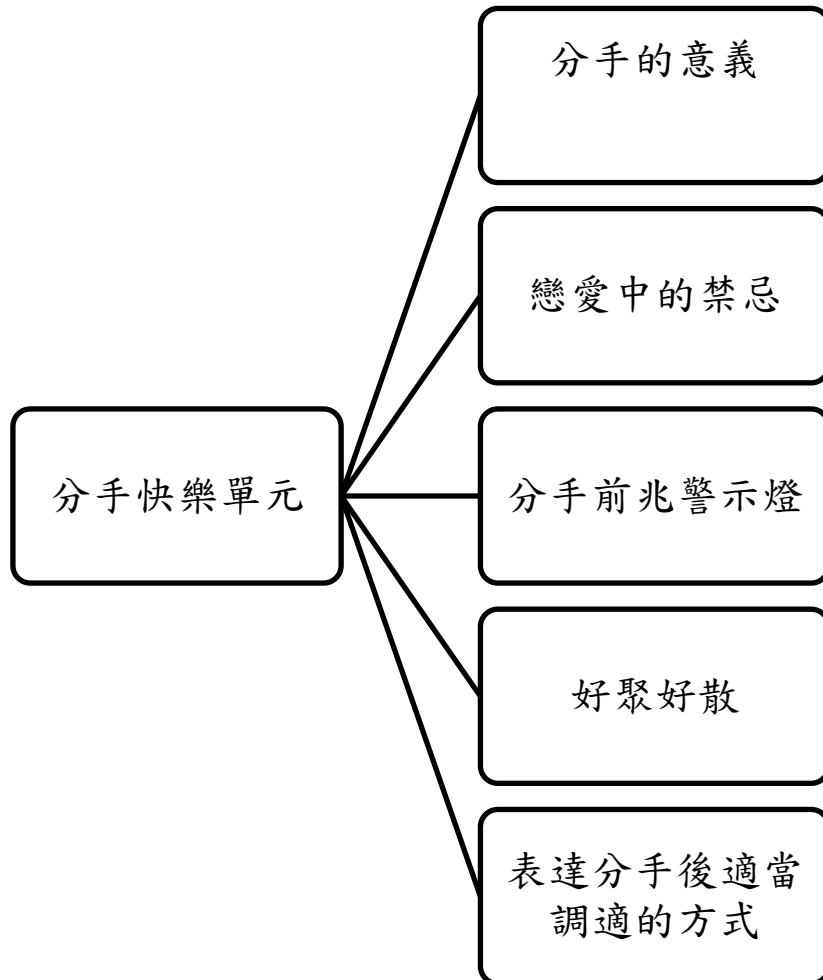 分手的意義
戀愛中的禁忌
分手快樂單元
分手前兆警示燈
好聚好散
表達分手後適當
調適的方式